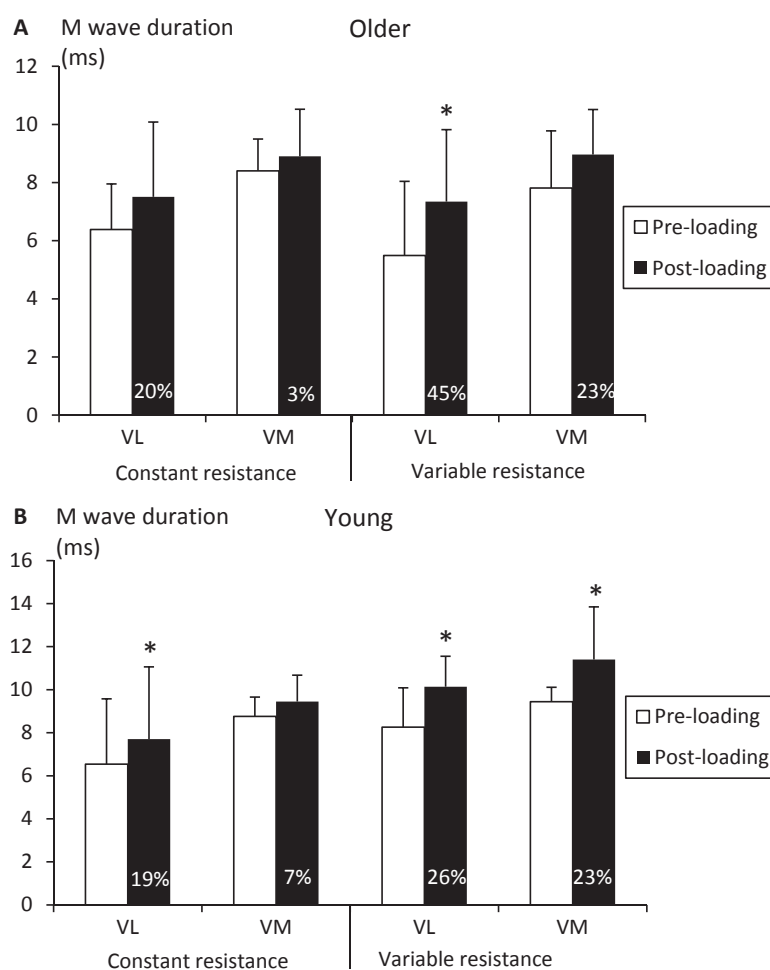 A M wave duration Older
(ms)
14
12
10
8
6
4
2
0
*
Pre-loading
Post-loading
20% 3% 45% 23%
VL VM VL VM
Constant resistance Variable resistance
B M wave duration Young
(ms)
16
14
12
10
8
6
4
2
0
* * *
Pre-loading
Post-loading
19% 7% 26% 23%
VL VM VL VM
Constant resistance Variable resistance